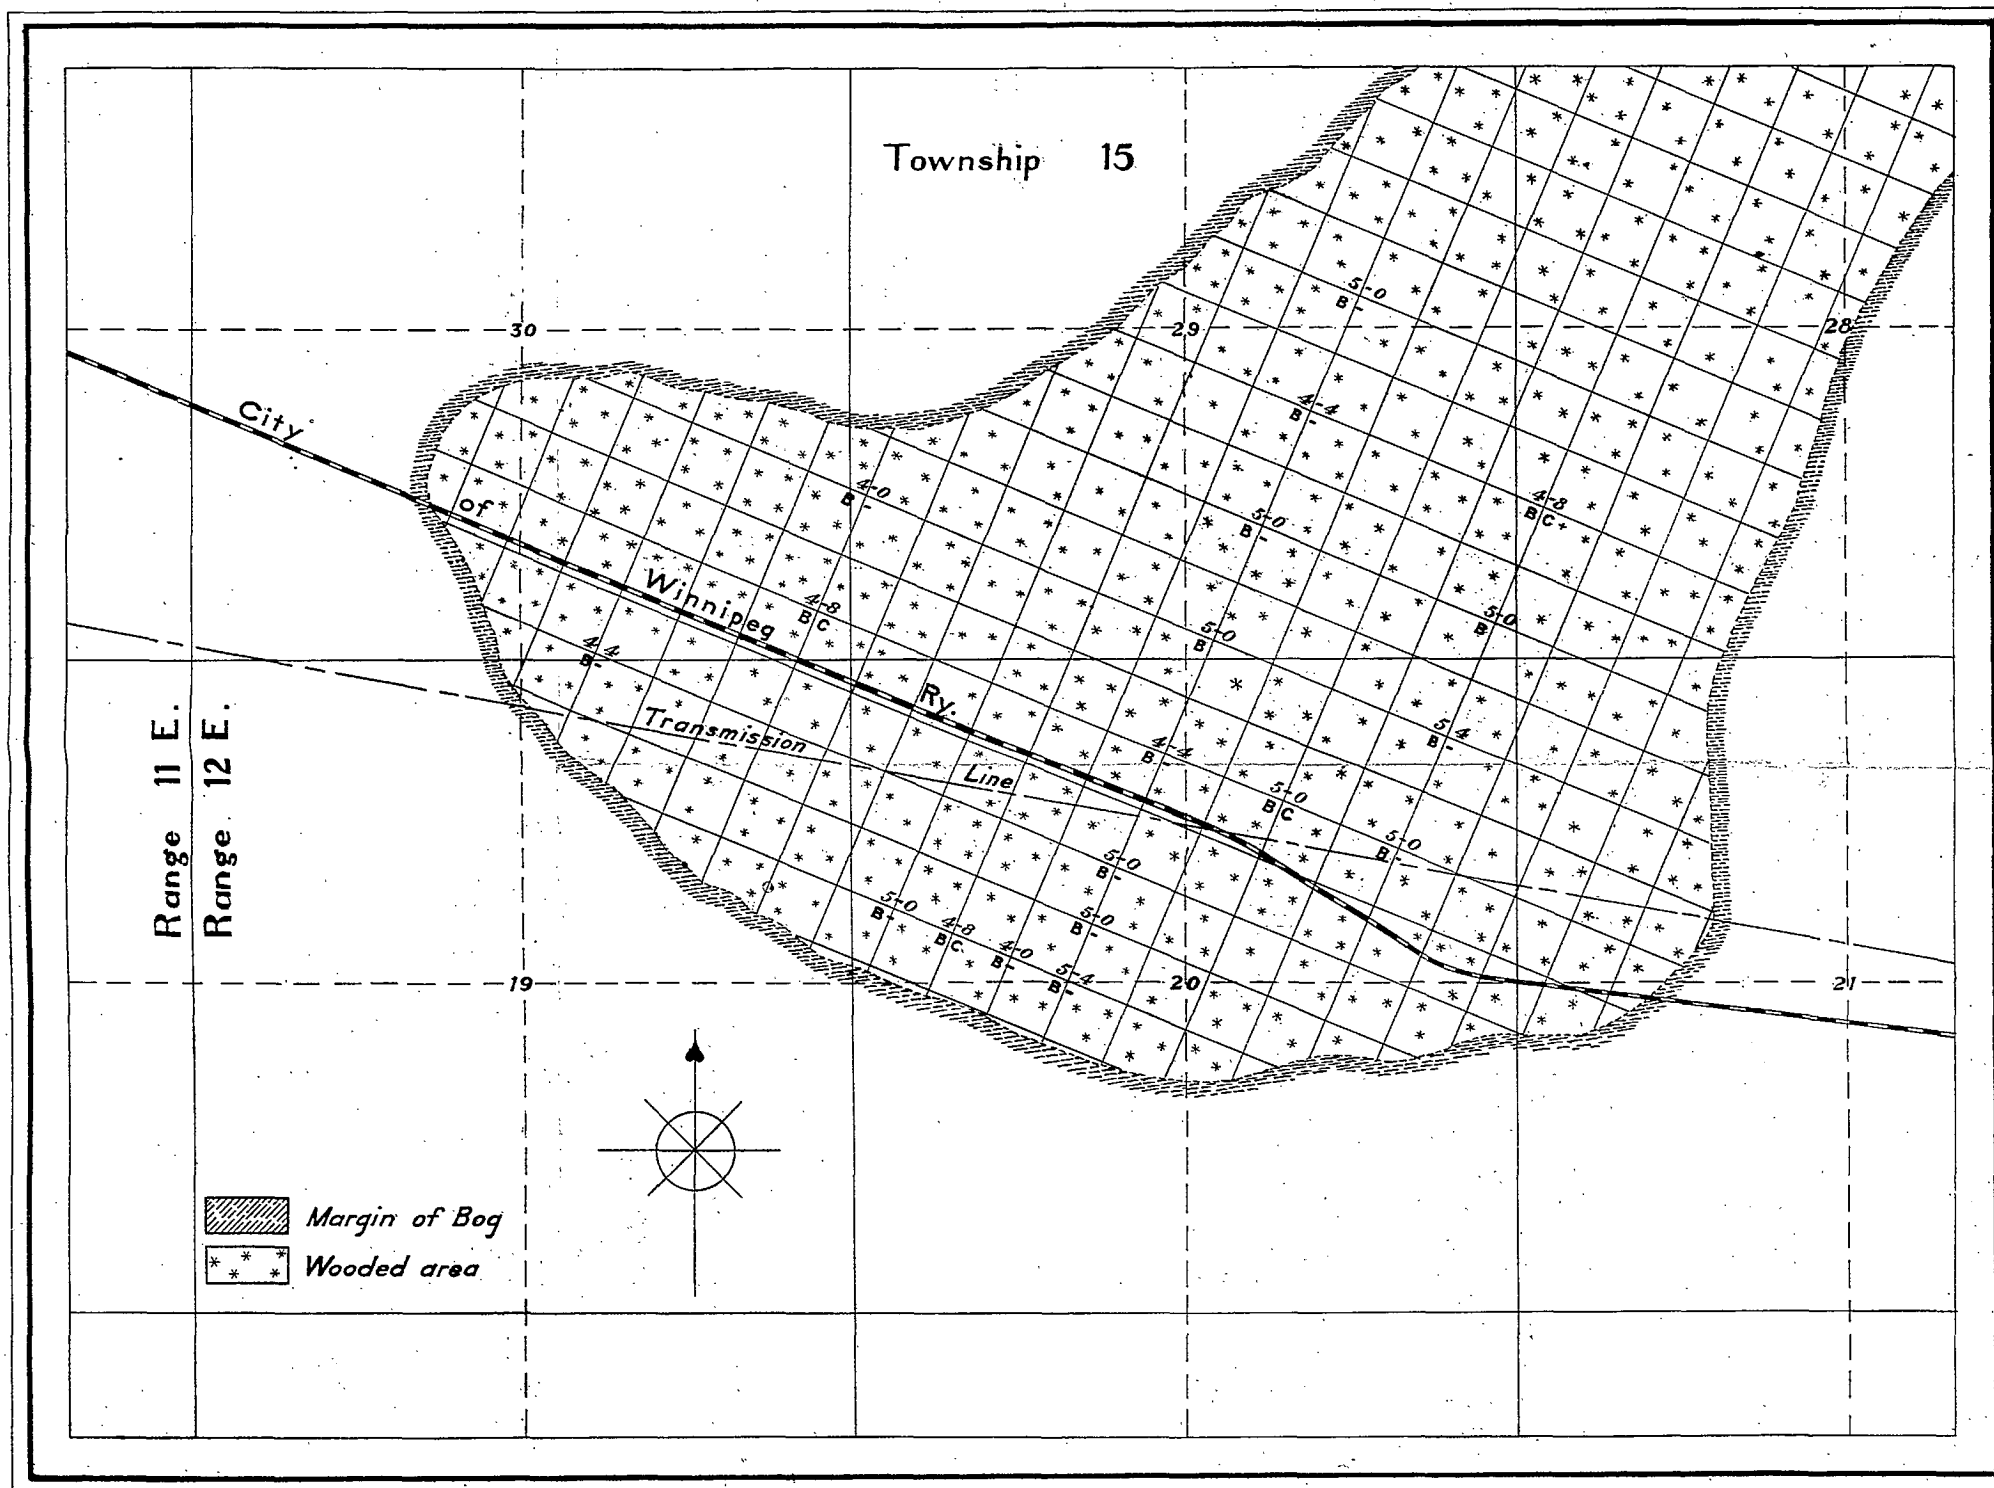 Township 15
5-0
B-
30
29
28
4-4
B-
City of Winnipeg Ry.
4-0
B-
4-8
BC+
5-0
B-
4-8
BC
5-0
B
5-0
B
4-4
B-
5-4
B-
Transmission Line
4-4
B-
5-0
BC
5-0
B-
5-0
B-
5-0
B-
5-0
B-
4-8
BC
4-0
B-
5-4
B-
19
20
21
Range 11 E.
Range 12 E.
Margin of Bog
Wooded area